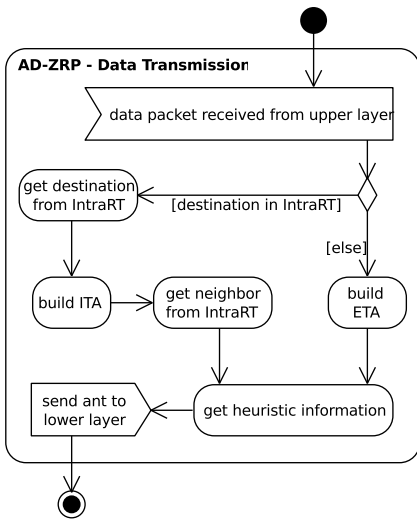 AD-ZRP - Data Transmission
data packet received from upper layer
get destination
from IntraRT
[destination in IntraRT]
[else]
build ITA
get neighbor
from IntraRT
build
ETA
send ant to
lower layer
get heuristic information